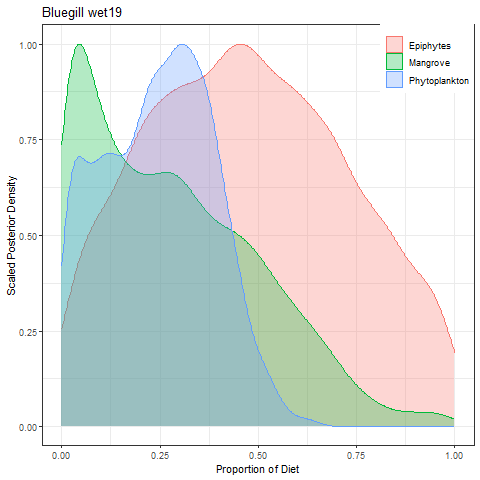 Bluegill wet19
Epiphytes
Mangrove
Phytoplankton
Scaled Posterior Density
1.00
0.75
0.50
0.25
0.00
0.00 0.25 0.50 0.75 1.00
Proportion of Diet